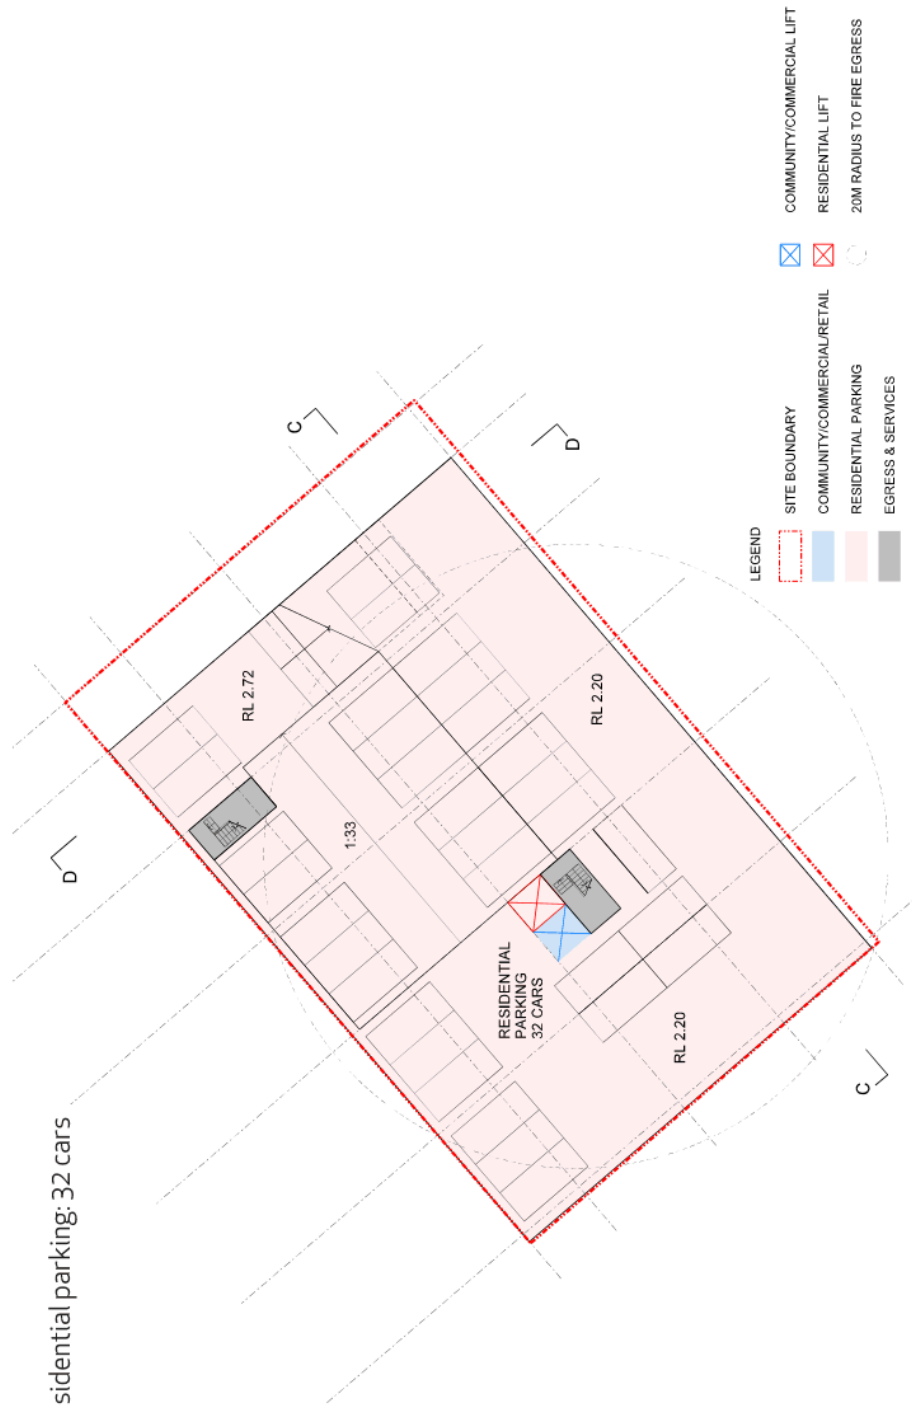 sidential parking: 32 cars
D
C
RL 2.72
1:33
C
D
RL 2.20
RESIDENTIAL
PARKING
32 CARS
RL 2.20
LEGEND
SITE BOUNDARY
COMMUNITY/COMMERCIAL/RETAIL
RESIDENTIAL PARKING
EGRESS & SERVICES
COMMUNITY/COMMERCIAL LIFT
RESIDENTIAL LIFT
20M RADIUS TO FIRE EGRESS